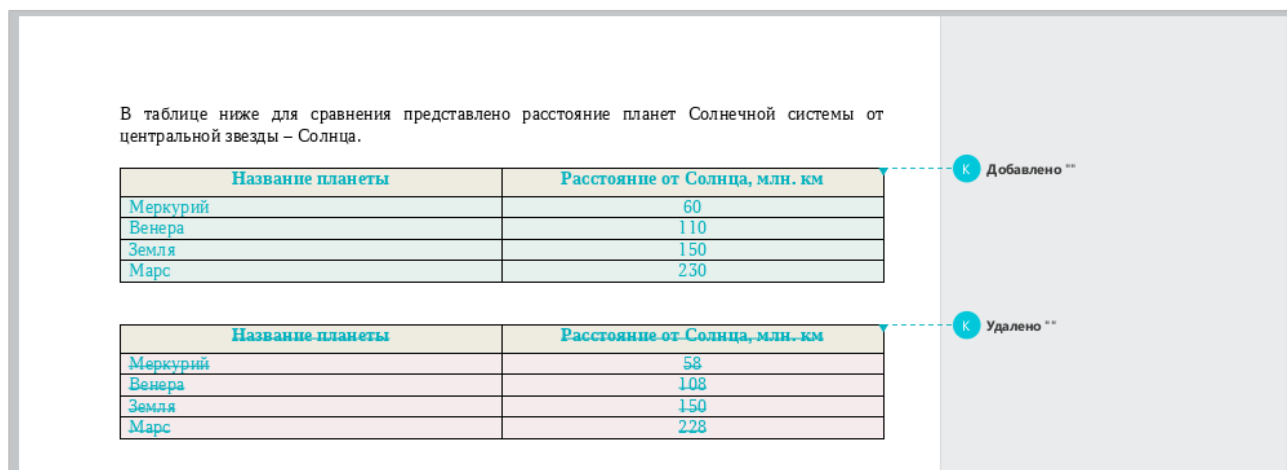 В таблице ниже для сравнения представлено расстояние планет Солнечной системы от
центральной звезды – Солнца.
Название планеты Расстояние от Солнца, млн. км
К Добавлено ""
Меркурий 60
Венера 110
Земля 150
Марс 230
Название планеты Расстояние от Солнца, млн. км
К Удалено ""
Меркурий 58
Венера 108
Земля 150
Марс 228